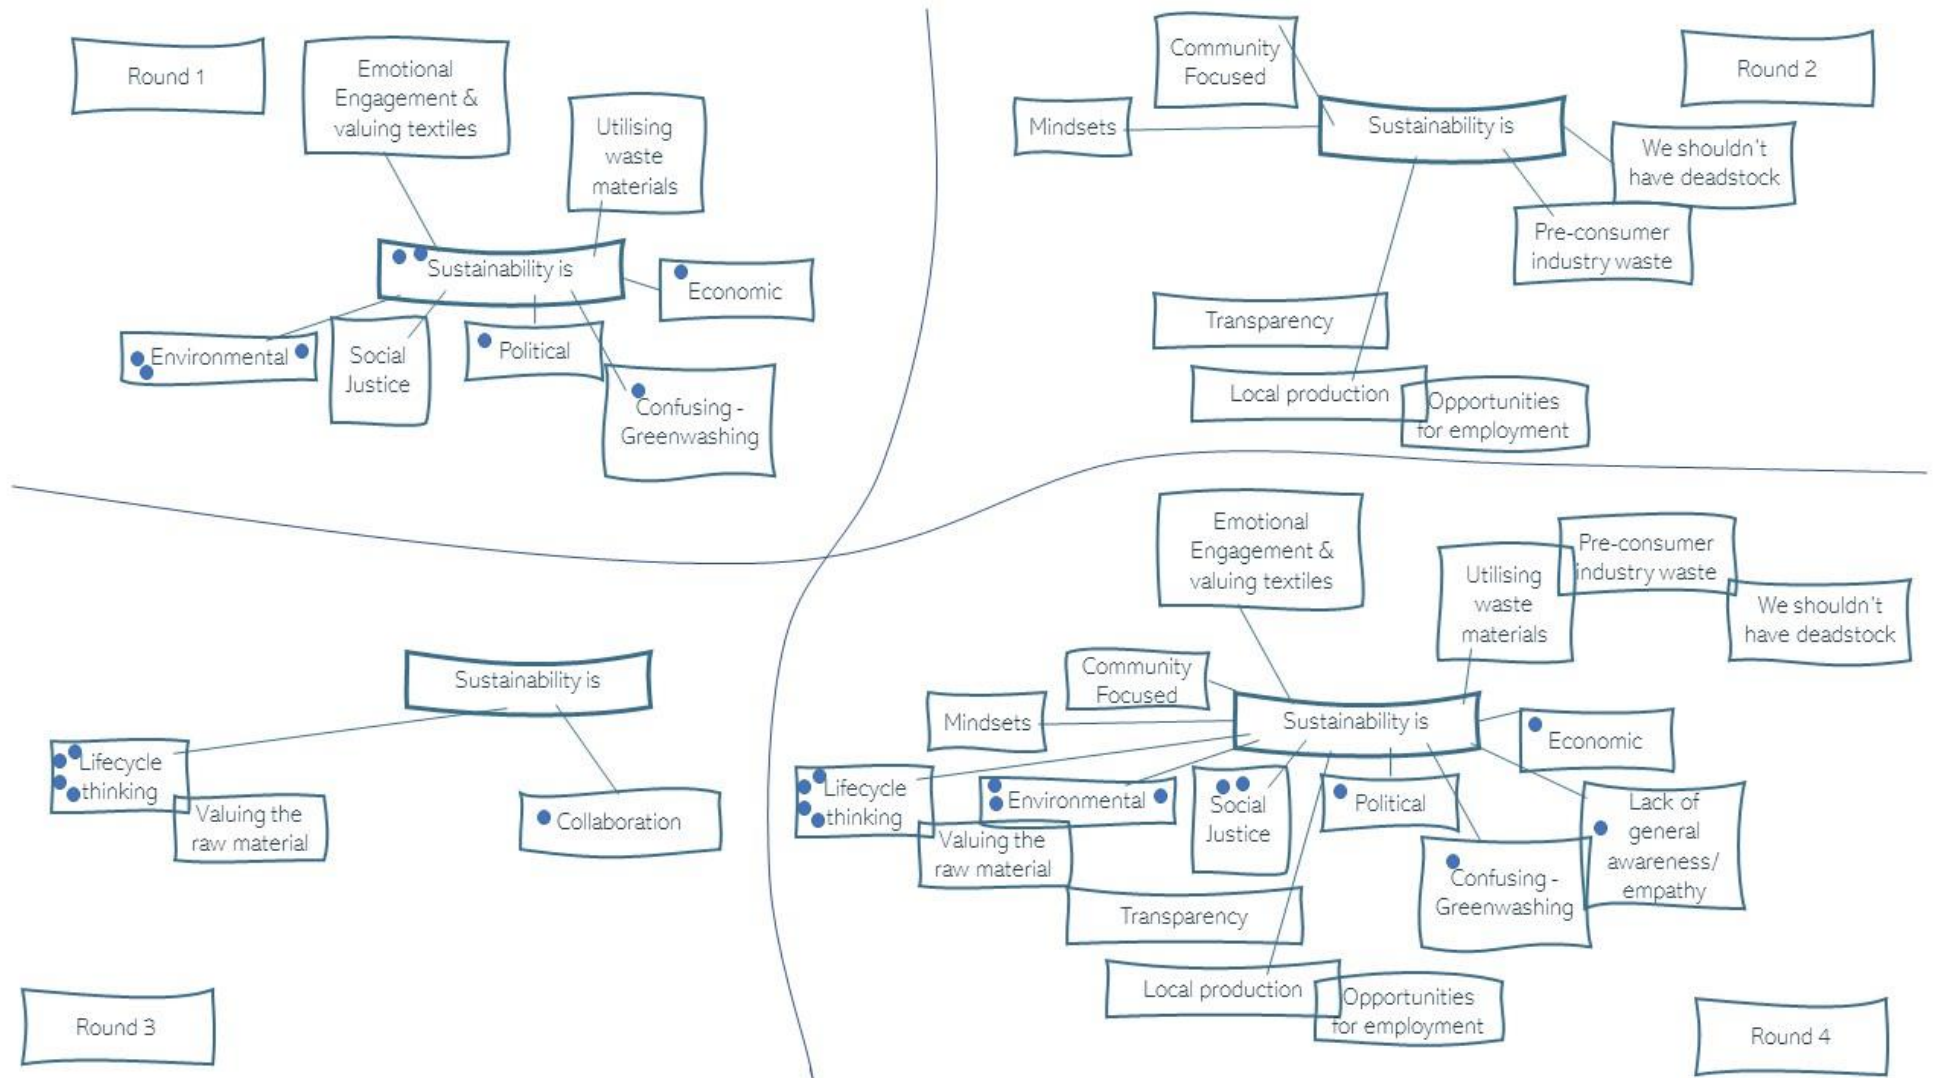 Round 1
Emotional
Engagement &
valuing textiles
Utilising
waste
materials
Sustainability is
Economic
Environmental
Social
Justice
Political
Confusing -
Greenwashing
Round 2
Community
Focused
Mindsets
Sustainability is
We shouldn't
have deadstock
Pre-consumer
industry waste
Transparency
Local production
Opportunities
for employment
Sustainability is
Lifecycle
thinking
Valuing the
raw material
Collaboration
Round 3
Emotional
Engagement &
valuing textiles
Utilising
waste
materials
Pre-consumer
industry waste
We shouldn't
have deadstock
Community
Focused
Mindsets
Sustainability is
Economic
Lifecycle
thinking
Valuing the
raw material
Environmental
Social
Justice
Political
Confusing -
Greenwashing
Lack of
general
awareness/
empathy
Transparency
Local production
Opportunities
for employment
Round 4